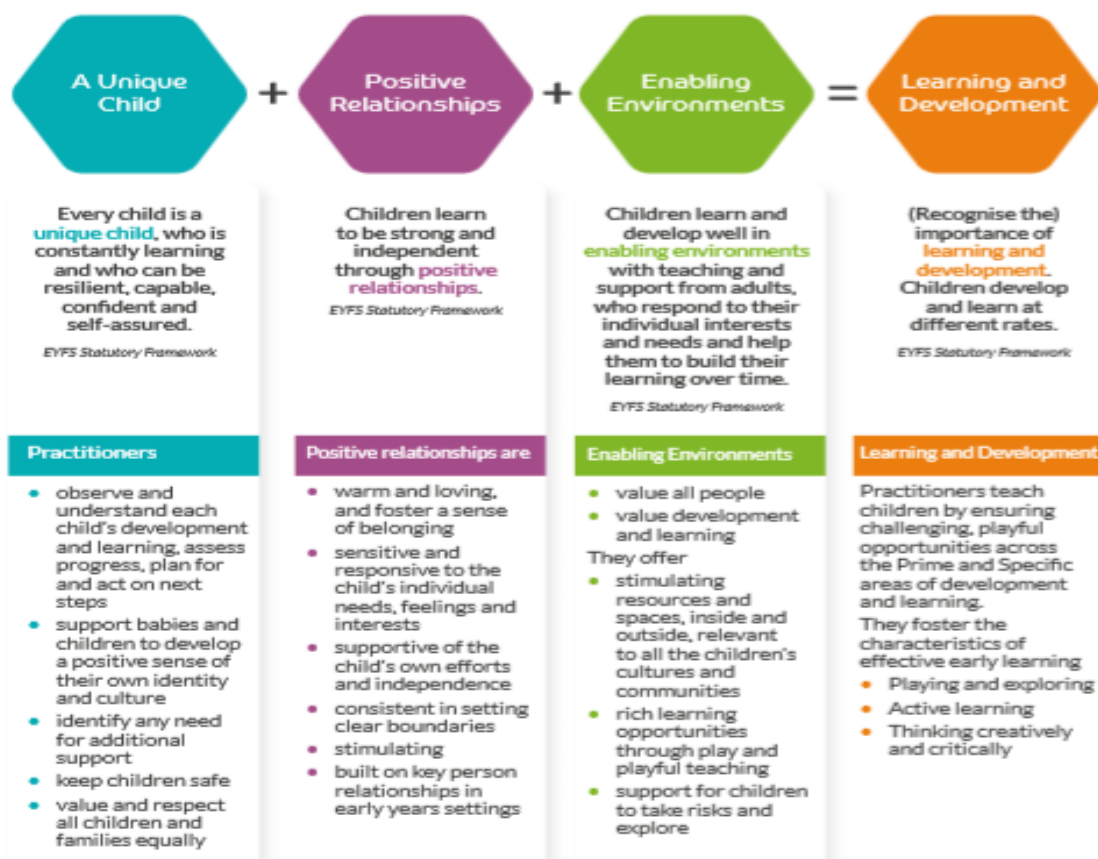 A Unique
Child
+
Positive
Relationships
+
Enabling
Environments
=
Learning and
Development
Every child is a
unique child, who is
constantly learning
and who can be
resilient, capable,
confident and
self-assured.
EYFS Statutory Framework
Children learn
to be strong and
independent
through positive
relationships.
EYFS Statutory Framework
Children learn and
develop well in
enabling environments
with teaching and
support from adults,
who respond to their
individual interests
and needs and help
them to build their
learning over time.
EYFS Statutory Framework
(Recognise the)
importance of
learning and
development.
Children develop
and learn at
different rates.
EYFS Statutory Framework
Practitioners
• observe and
understand each
child's development
and learning, assess
progress, plan for
and act on next
steps
• support babies and
children to develop
a positive sense of
their own identity
and culture
• identify any need
for additional
support
• keep children safe
• value and respect
all children and
families equally
Positive relationships are
• warm and loving,
and foster a sense
of belonging
• sensitive and
responsive to the
child's individual
needs, feelings and
interests
• supportive of the
child's own efforts
and independence
• consistent in setting
clear boundaries
• stimulating
• built on key person
relationships in
early years settings
Enabling Environments
• value all people
• value development
and learning
They offer
• stimulating
resources and
spaces, inside and
outside, relevant
to all the children's
cultures and
communities
• rich learning
opportunities
through play and
playful teaching
• support for children
to take risks and
explore
Learning and Development
Practitioners teach
children by ensuring
challenging, playful
opportunities across
the Prime and Specific
areas of development
and learning.
They foster the
characteristics of
effective early learning
• Playing and exploring
• Active learning
• Thinking creatively
and critically